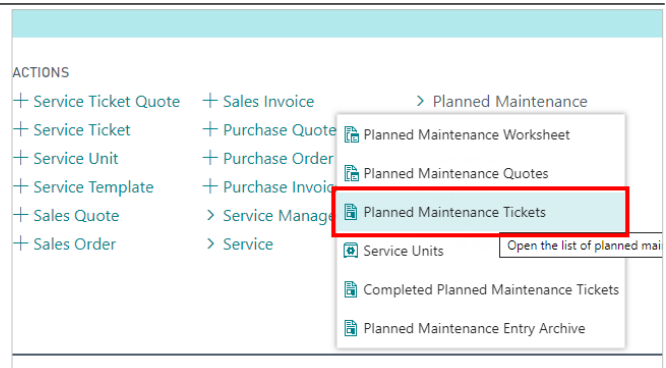 ACTIONS
+ Service Ticket Quote + Sales Invoice > Planned Maintenance
+ Service Ticket + Purchase Quote
Planned Maintenance Worksheet
+ Service Unit + Purchase Order
Planned Maintenance Quotes
+ Service Template + Purchase Invoic
Planned Maintenance Tickets
+ Sales Quote > Service Manage
+ Sales Order > Service
Service Units
Open the list of planned mai
Completed Planned Maintenance Tickets
Planned Maintenance Entry Archive